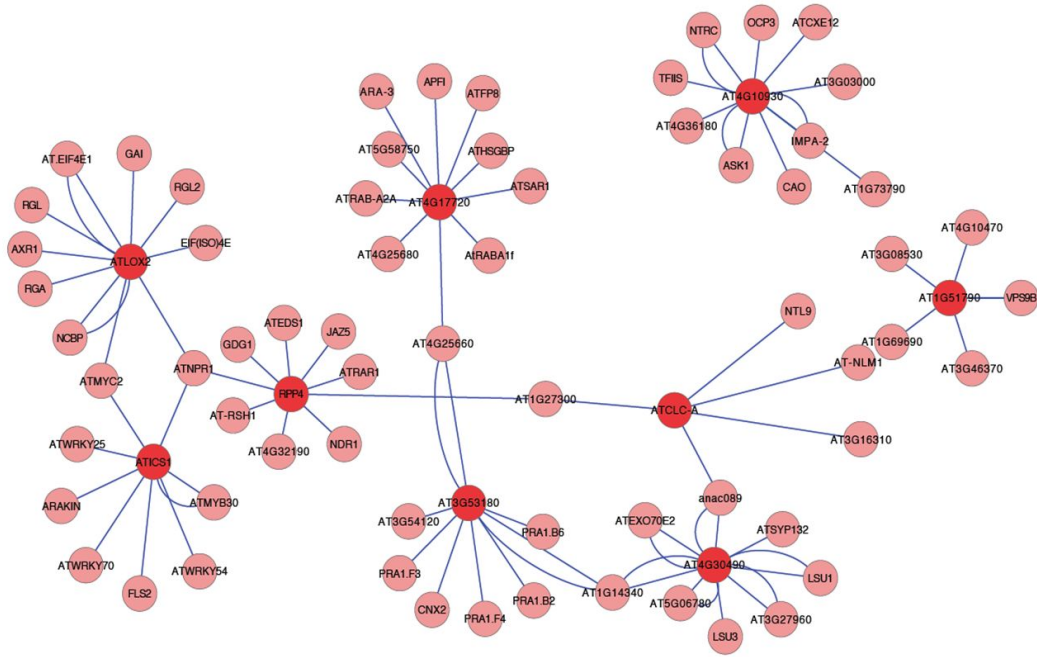 OCP3
ATCXE12
NTRC
TFIIS
AT3G03000
AT4G10930
AT4G36180
IMPA-2
ASK1
CAO
AT1G73790
APFI
ARA-3
ATFP8
AT5G58750
ATHSGBP
ATSAR1
ATRAB-A2A
AT4G17720
AT4G25680
AtRABA1f
GAI
AT.EIF4E1
RGL2
RGL
EIF(ISO)4E
AXR1
ATLOX2
RGA
NCBP
AT4G10470
AT3G08530
AT1G51790
VPS9B
AT1G69690
AT3G46370
NTL9
AT-NLM1
AT3G16310
ATCLC-A
AT4G25660
ATEDS1
JAZ5
GDG1
ATNPR1
ATRAR1
ATMYC2
RPP4
AT1G27300
AT-RSH1
NDR1
AT4G32190
ATWRKY25
ATICS1
ARAKIN
ATMYB30
ATWRKY70
ATWRKY54
FLS2
AT3G53180
anac089
AT3G54120
PRA1.B6
ATEXO70E2
ATSYP132
AT4G30490
PRA1.F3
LSU1
AT1G14340
PRA1.B2
AT5G06780
CNX2
PRA1.F4
AT3G27960
LSU3